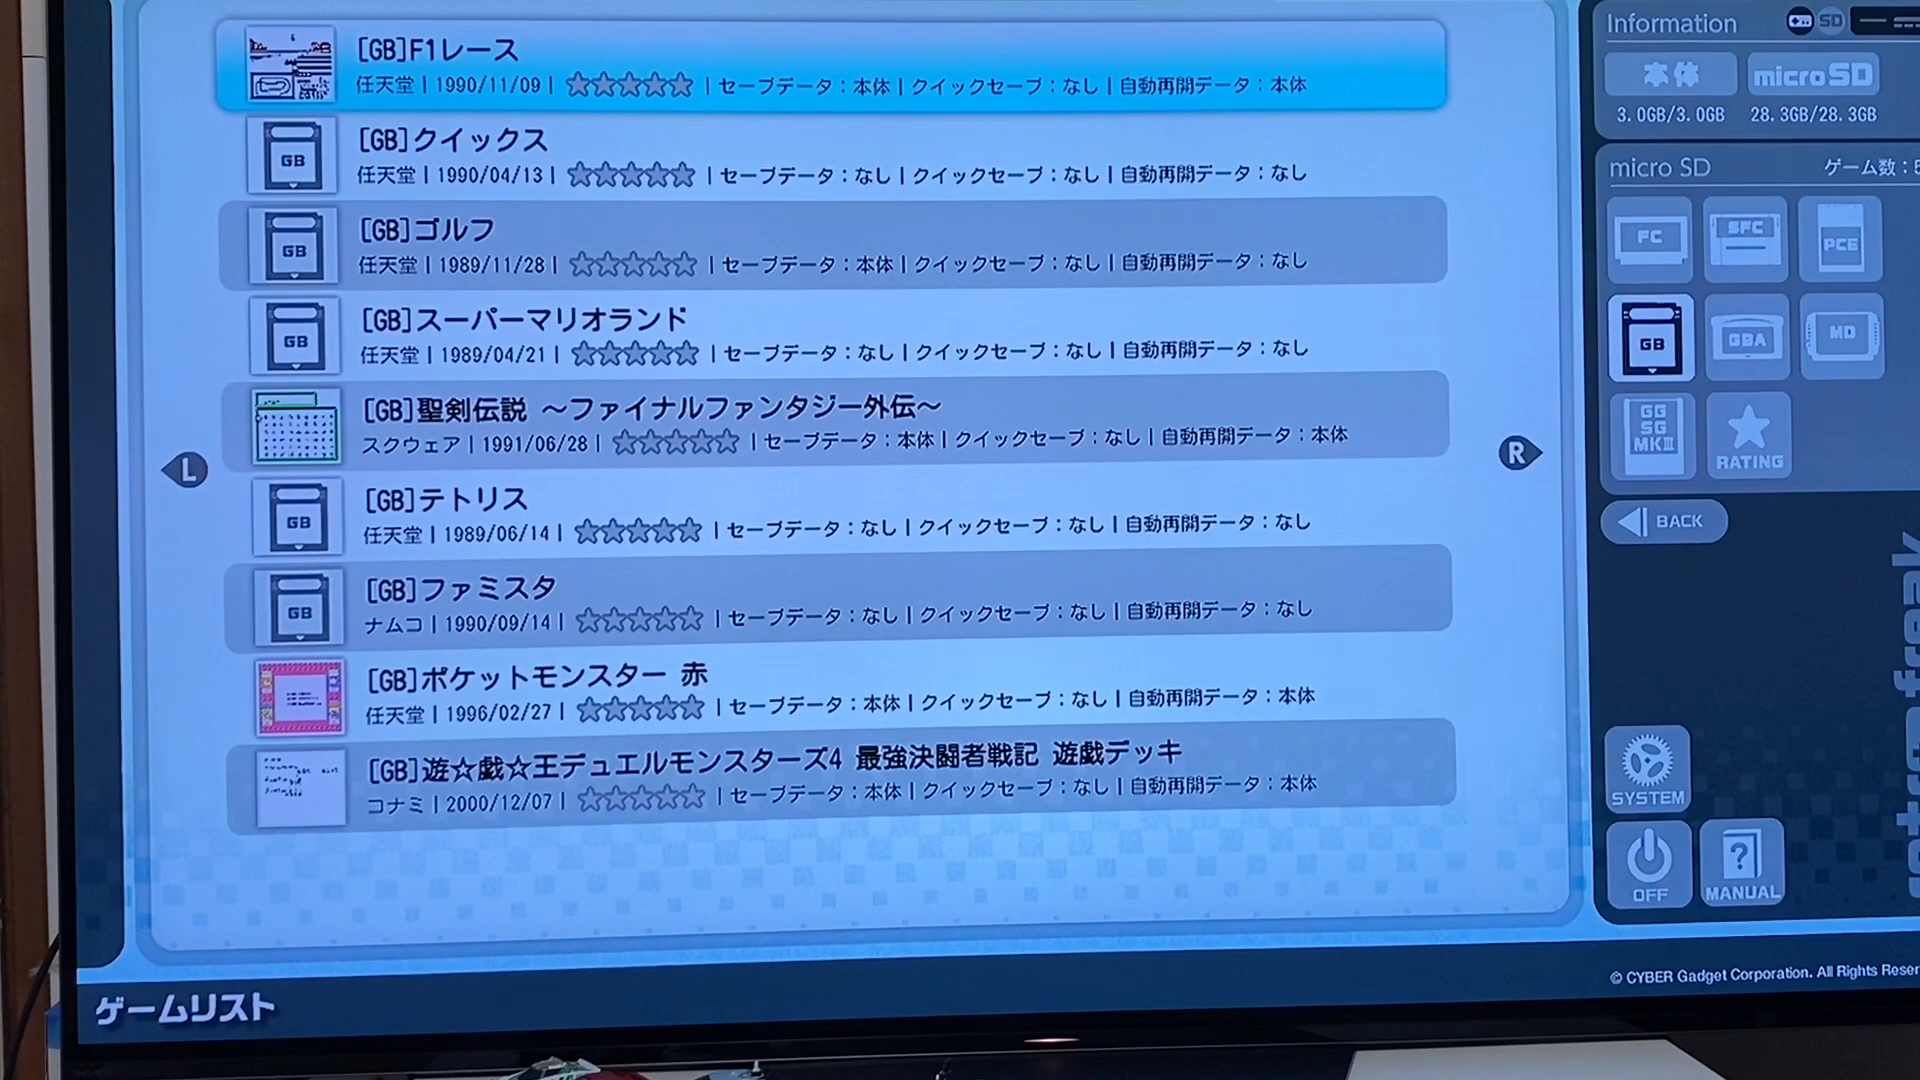 [GB]F1レース
任天堂 | 1990/11/09 | ★★★★★ | セーブデータ：本体 | クイックセーブ：なし | 自動再開データ：本体
[GB]クイックス
任天堂 | 1990/04/13 | ★★★★★ | セーブデータ：なし | クイックセーブ：なし | 自動再開データ：なし
GB
[GB]ゴルフ
任天堂 | 1989/11/28 | ★★★★★ | セーブデータ：本体 | クイックセーブ：なし | 自動再開データ：なし
GB
[GB]スーパーマリオランド
任天堂 | 1989/04/21 | ★★★★★ | セーブデータ：なし | クイックセーブ：なし | 自動再開データ：なし
GB
[GB]聖剣伝説 ～ファイナルファンタジー外伝～
スクウェア | 1991/06/28 | ★★★★★ | セーブデータ：本体 | クイックセーブ：なし | 自動再開データ：本体
[GB]テトリス
任天堂 | 1989/06/14 | ★★★★★ | セーブデータ：なし | クイックセーブ：なし | 自動再開データ：なし
GB
[GB]ファミスタ
ナムコ | 1990/09/14 | ★★★★★ | セーブデータ：なし | クイックセーブ：なし | 自動再開データ：なし
GB
[GB]ポケットモンスター 赤
任天堂 | 1996/02/27 | ★★★★★ | セーブデータ：本体 | クイックセーブ：なし | 自動再開データ：本体
[GB]遊☆戯☆王デュエルモンスターズ4 最強決闘者戦記 遊戯デッキ
コナミ | 2000/12/07 | ★★★★★ | セーブデータ：本体 | クイックセーブ：なし | 自動再開データ：本体
L
R
ゲームリスト
Information
SD
本体 microSD
3.0GB/3.0GB 28.3GB/28.3GB
micro SD ゲーム数：5
FC SFC PCE
GB GBA MD
GG
SG
MKIII
RATING
BACK
SYSTEM
OFF
?
MANUAL
retro freak
© CYBER Gadget Corporation. All Rights Reser